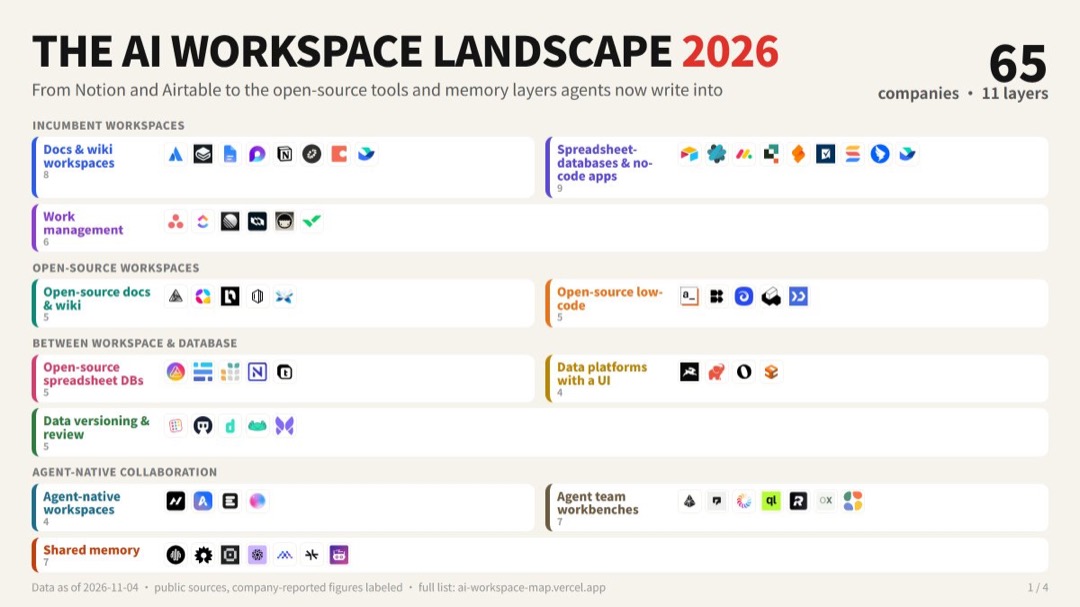 THE AI WORKSPACE LANDSCAPE 2026
From Notion and Airtable to the open-source tools and memory layers agents now write into
65
companies • 11 layers
INCUMBENT WORKSPACES
Docs & wiki
workspaces
8
Spreadsheet-
databases & no-
code apps
9
Work
management
6
OPEN-SOURCE WORKSPACES
Open-source docs
& wiki
5
Open-source low-
code
5
a_
BETWEEN WORKSPACE & DATABASE
Open-source
spreadsheet DBs
5
Data platforms
with a UI
4
Data versioning &
review
5
AGENT-NATIVE COLLABORATION
Agent-native
workspaces
4
Agent team
workbenches
7
ql
OX
Shared memory
7
Data as of 2026-11-04 • public sources, company-reported figures labeled • full list: ai-workspace-map.vercel.app
1 / 4